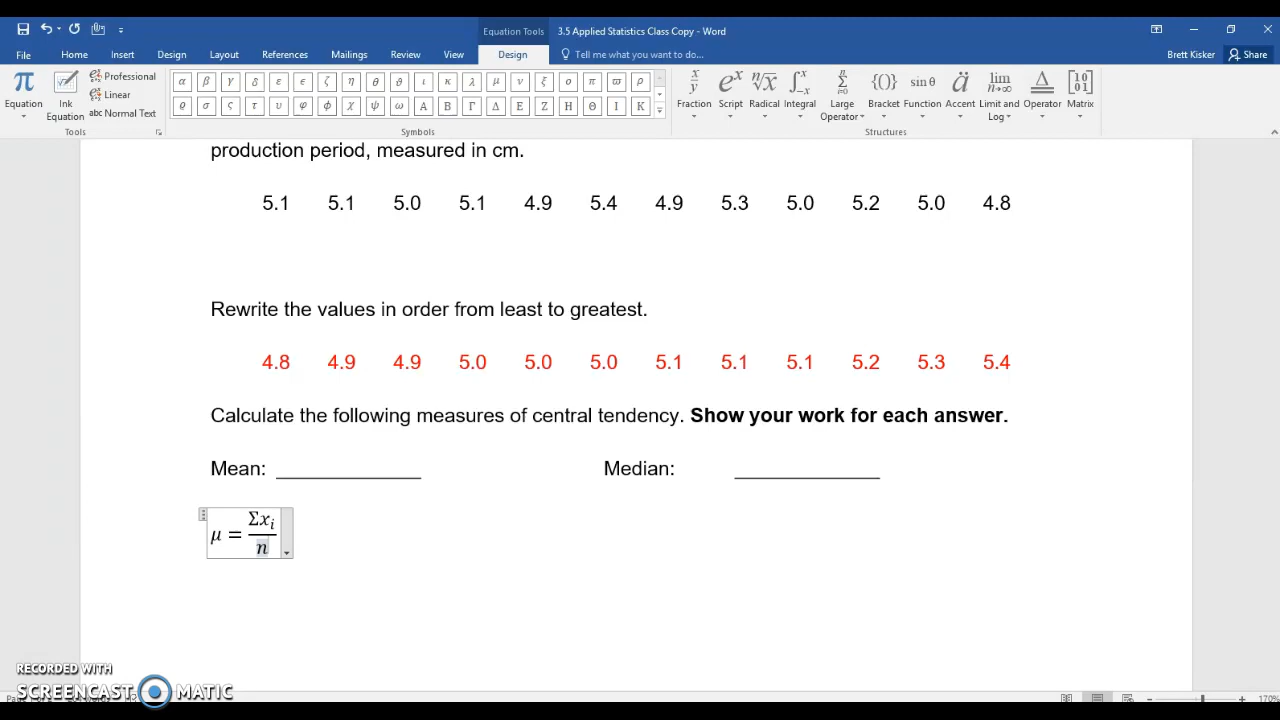 Equation Tools 3.5 Applied Statistics Class Copy - Word
File Home Insert Design Layout References Mailings Review View Design Tell me what you want to do... Brett Kisker Share
Equation Ink Equation Professional Linear abc Normal Text
α β γ δ ε ϵ ζ η θ ϑ ι κ λ μ ν ξ ο π ϖ ρ
ϱ σ ς τ υ φ ϕ χ ψ ω Α Β Γ Δ Ε Ζ Η Θ Ι Κ
Fraction Script Radical Integral Large Operator Bracket Function Accent Limit and Log Operator Matrix
Tools Symbols Structures
production period, measured in cm.
5.1 5.1 5.0 5.1 4.9 5.4 4.9 5.3 5.0 5.2 5.0 4.8
Rewrite the values in order from least to greatest.
4.8 4.9 4.9 5.0 5.0 5.0 5.1 5.1 5.1 5.2 5.3 5.4
Calculate the following measures of central tendency. Show your work for each answer.
Mean: Median:
μ = Σxᵢ / n
RECORDED WITH
SCREENCAST MATIC
170%